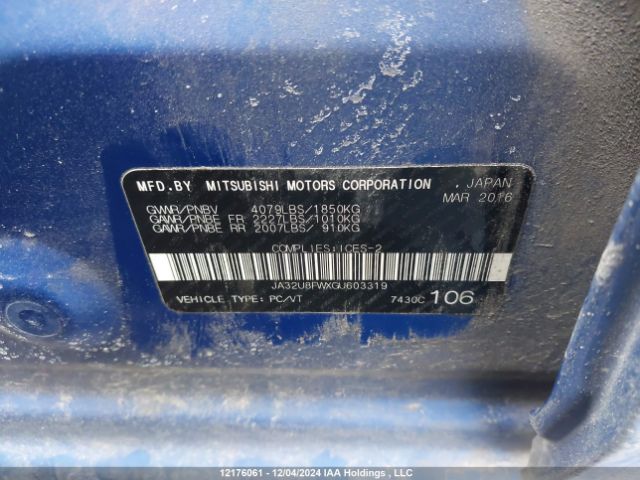 MFD.BY MITSUBISHI MOTORS CORPORATION , JAPAN
MAR 2016
GVWR/PNBV 4079LBS/1850KG
GAWR/PNBE FR 2227LBS/1010KG
GAWR/PNBE RR 2007LBS/ 910KG
COMPLIES:ICES-2
JA32U8FWXGU603319
VEHICLE TYPE: PC/VT 7430C 106
12176061 - 12/04/2024 IAA Holdings , LLC